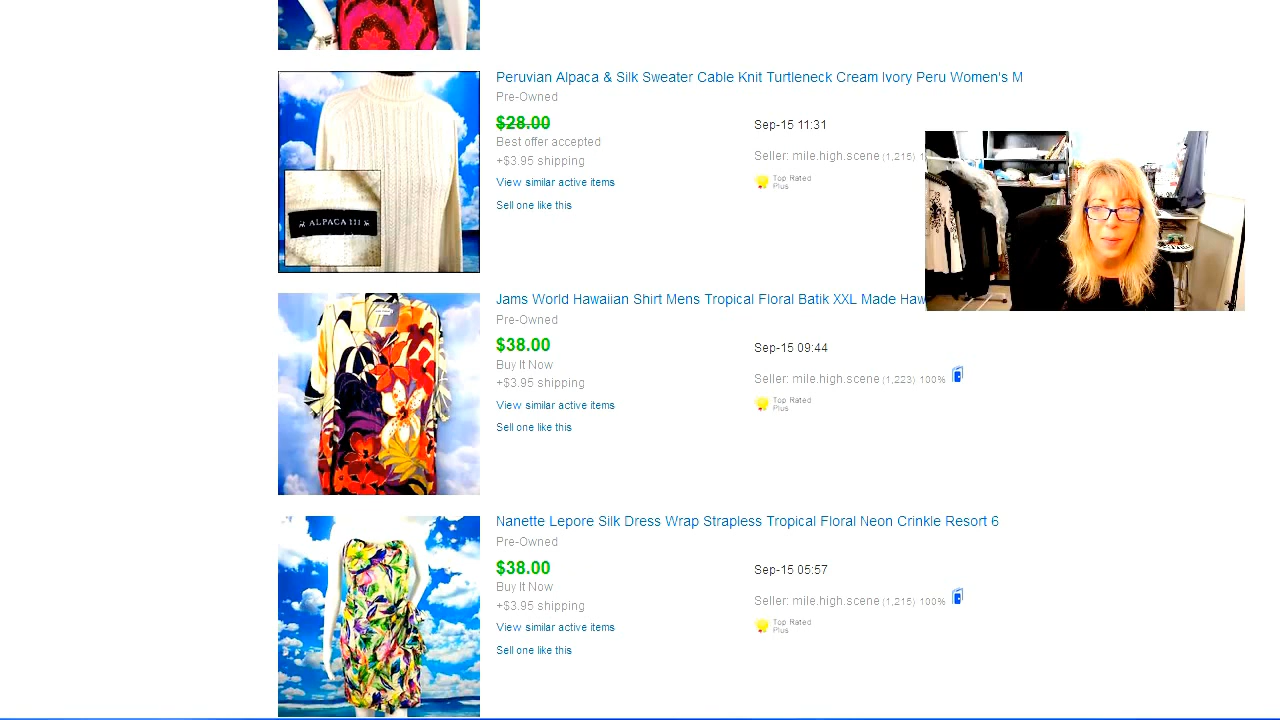 Peruvian Alpaca & Silk Sweater Cable Knit Turtleneck Cream Ivory Peru Women's M
Pre-Owned
$28.00
Sep-15 11:31
Best offer accepted
Seller: mile.high.scene (1,216) 1
+$3.95 shipping
Top Rated
Plus
View similar active items
Sell one like this
ALPACA 111
Jams World Hawaiian Shirt Mens Tropical Floral Batik XXL Made Haw
Pre-Owned
$38.00
Sep-15 09:44
Buy It Now
Seller: mile.high.scene (1,223) 100%
+$3.95 shipping
Top Rated
Plus
View similar active items
Sell one like this
Nanette Lepore Silk Dress Wrap Strapless Tropical Floral Neon Crinkle Resort 6
Pre-Owned
$38.00
Sep-15 05:57
Buy It Now
Seller: mile.high.scene (1,216) 100%
+$3.95 shipping
Top Rated
Plus
View similar active items
Sell one like this